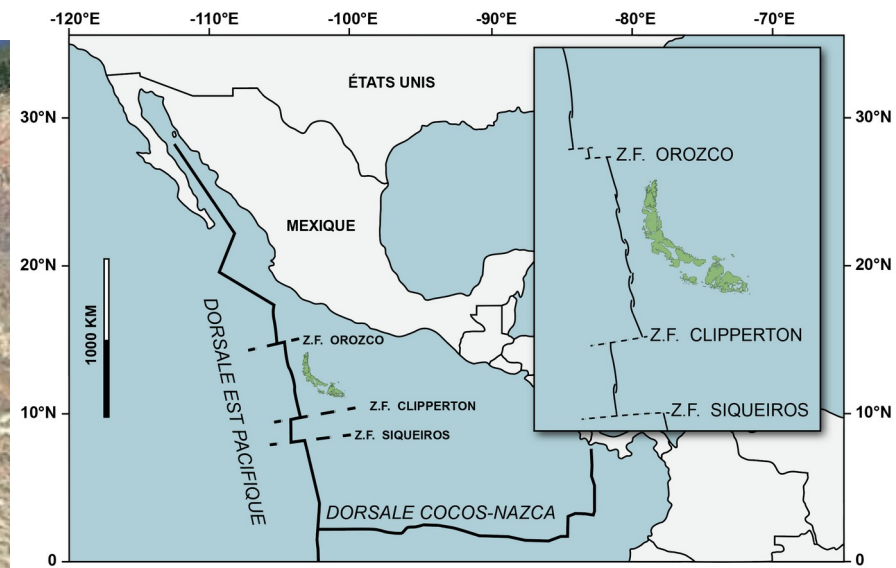 -120°
-110°
-100°
-90°
-80°
-70°
ÉTATS UNIS
30°N
30°N
Z.F. OROZCO
MEXIQUE
20°N
20°N
1000 KM
DORSALE EST PACIFIQUE
Z.F. OROZCO
Z.F. CLIPPERTON
Z.F. CLIPPERTON
10°N
10°N
Z.F. SIQUEIROS
Z.F. SIQUEIROS
DORSALE COCOS-NAZCA
0
0